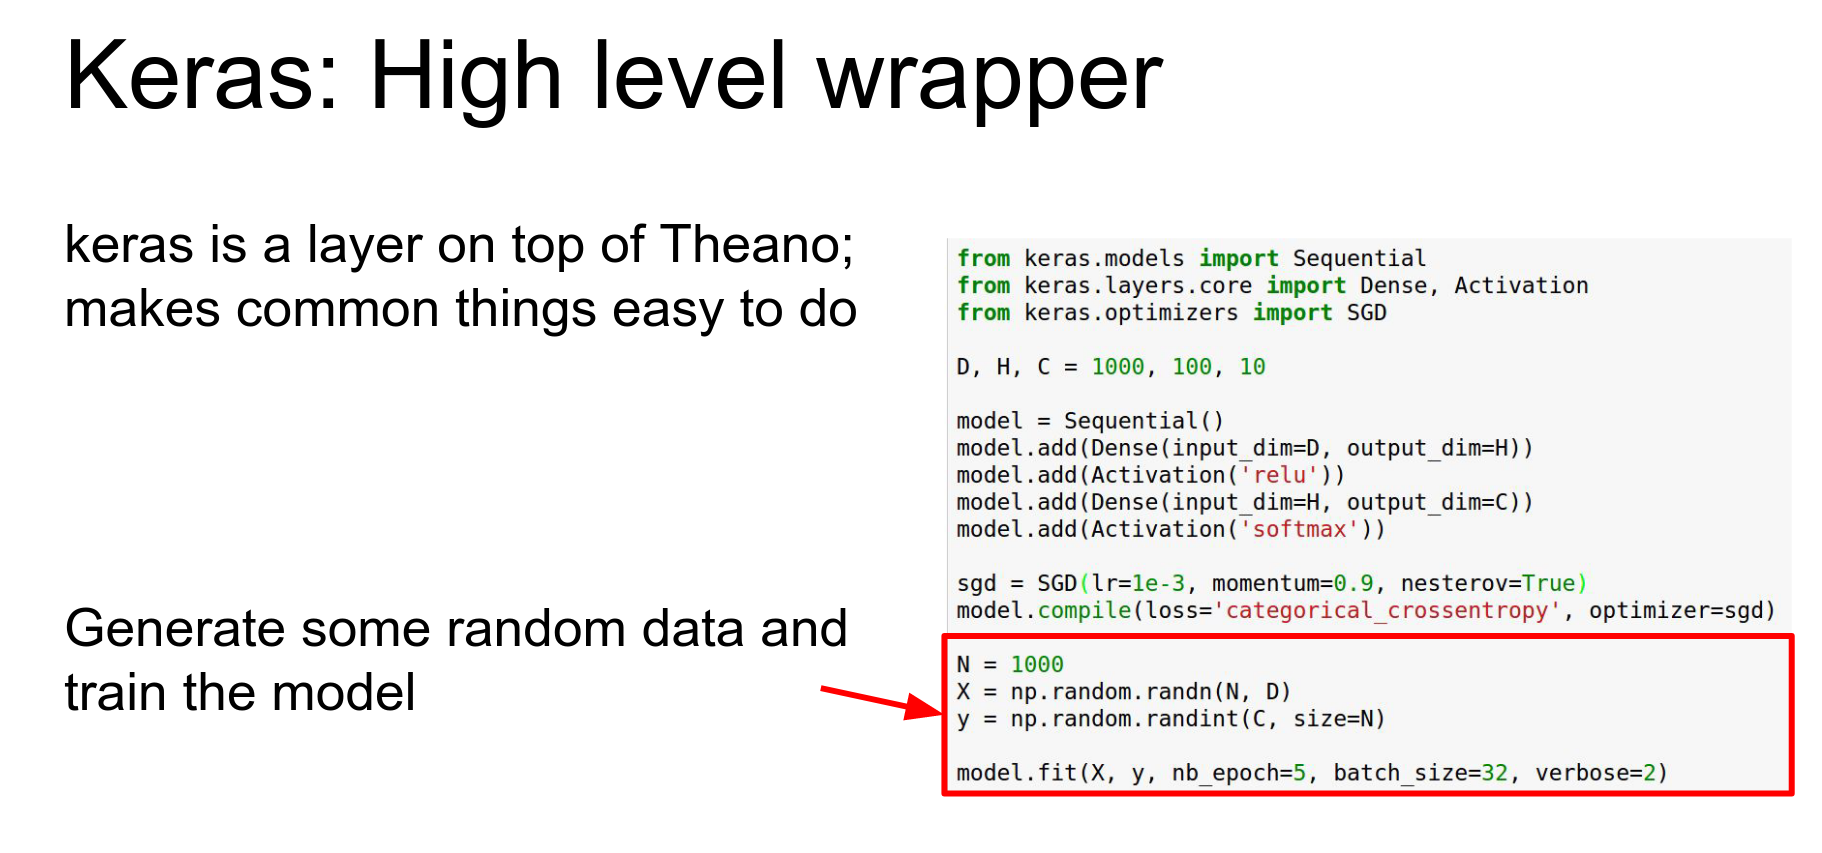 Keras: High level wrapper
keras is a layer on top of Theano;
makes common things easy to do
Generate some random data and
train the model
from keras.models import Sequential
from keras.layers.core import Dense, Activation
from keras.optimizers import SGD
D, H, C = 1000, 100, 10
model = Sequential()
model.add(Dense(input_dim=D, output_dim=H))
model.add(Activation('relu'))
model.add(Dense(input_dim=H, output_dim=C))
model.add(Activation('softmax'))
sgd = SGD(lr=1e-3, momentum=0.9, nesterov=True)
model.compile(loss='categorical_crossentropy', optimizer=sgd)
N = 1000
X = np.random.randn(N, D)
y = np.random.randint(C, size=N)
model.fit(X, y, nb_epoch=5, batch_size=32, verbose=2)